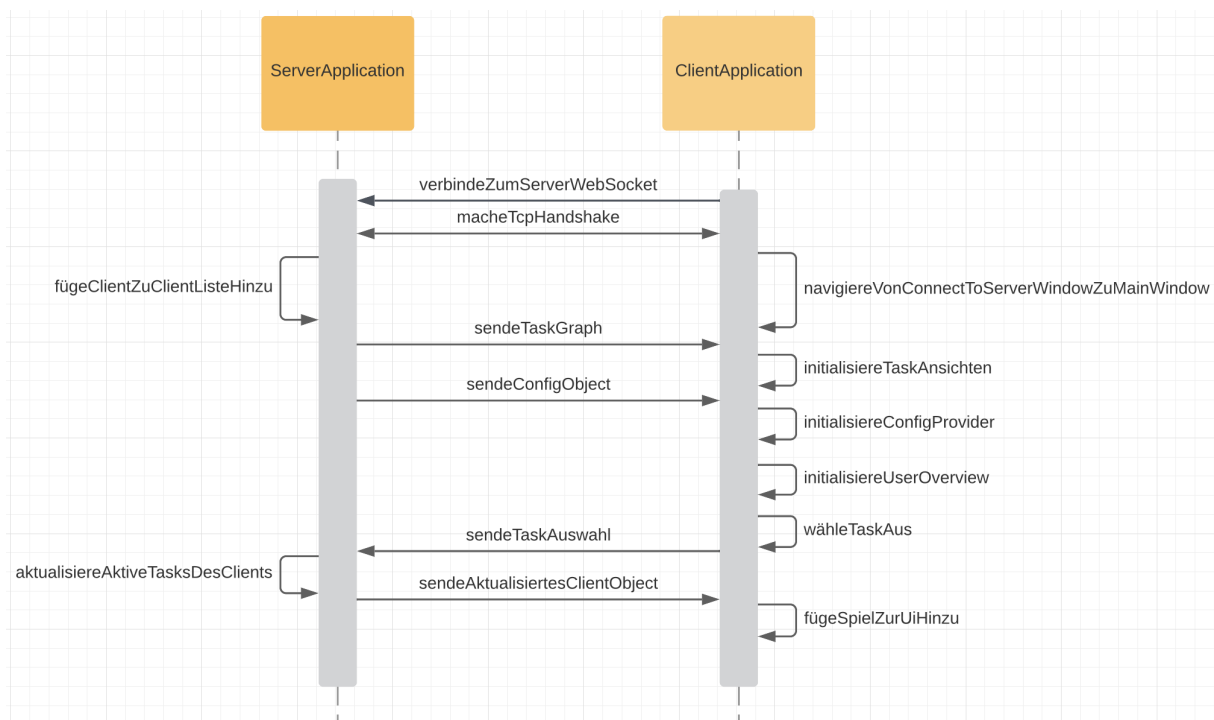 ServerApplication
ClientApplication
verbindeZumServerWebSocket
macheTcpHandshake
fügeClientZuClientListeHinzu
navigiereVonConnectToServerWindowZuMainWindow
sendeTaskGraph
initialisiereTaskAnsichten
sendeConfigObject
initialisiereConfigProvider
initialisiereUserOverview
wähleTaskAus
sendeTaskAuswahl
aktualisiereAktiveTasksDesClients
sendeAktualisiertesClientObject
fügeSpielZurUiHinzu